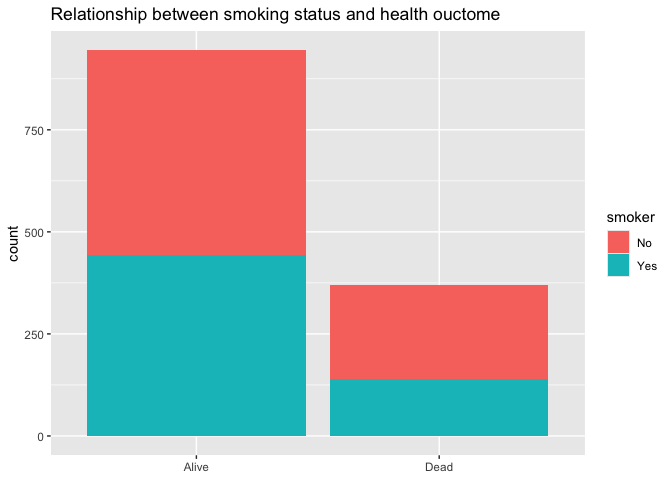 Relationship between smoking status and health ouctome
count
750
500
250
0
Alive
Dead
smoker
No
Yes